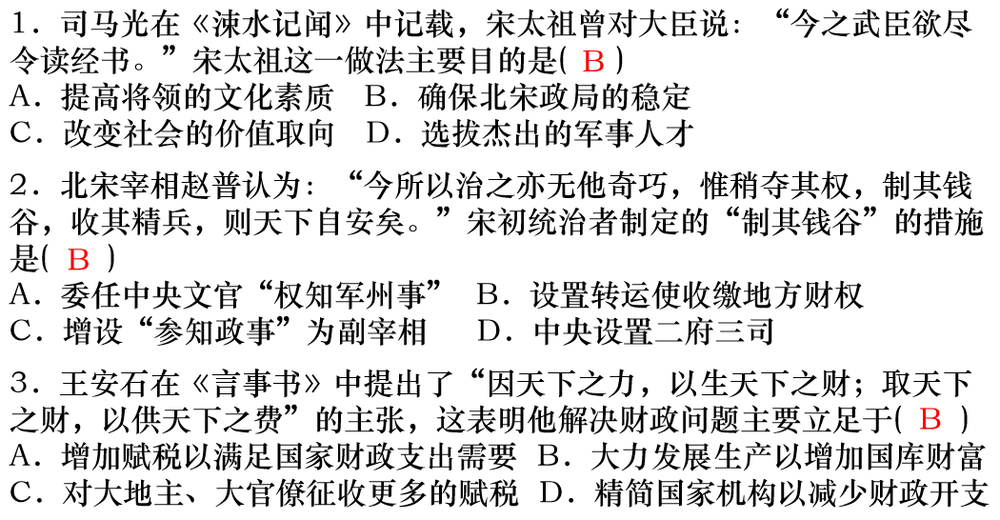 1．司马光在《涑水记闻》中记载，宋太祖曾对大臣说：“今之武臣欲尽
令读经书。”宋太祖这一做法主要目的是( B )
A．提高将领的文化素质 B．确保北宋政局的稳定
C．改变社会的价值取向 D．选拔杰出的军事人才
2．北宋宰相赵普认为：“今所以治之亦无他奇巧，惟稍夺其权，制其钱
谷，收其精兵，则天下自安矣。”宋初统治者制定的“制其钱谷”的措施
是( B )
A．委任中央文官“权知军州事” B．设置转运使收缴地方财权
C．增设“参知政事”为副宰相 D．中央设置二府三司
3．王安石在《言事书》中提出了“因天下之力，以生天下之财；取天下
之财，以供天下之费”的主张，这表明他解决财政问题主要立足于( B )
A．增加赋税以满足国家财政支出需要 B．大力发展生产以增加国库财富
C．对大地主、大官僚征收更多的赋税 D．精简国家机构以减少财政开支